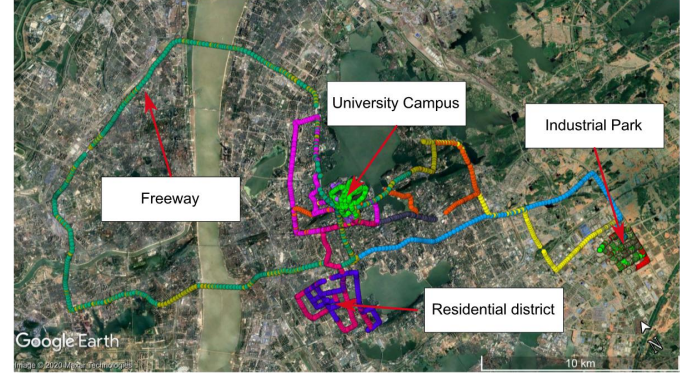 University Campus
Industrial Park
Freeway
Residential district
Google Earth
Image © 2020 Maxar Technologies
10 km
N